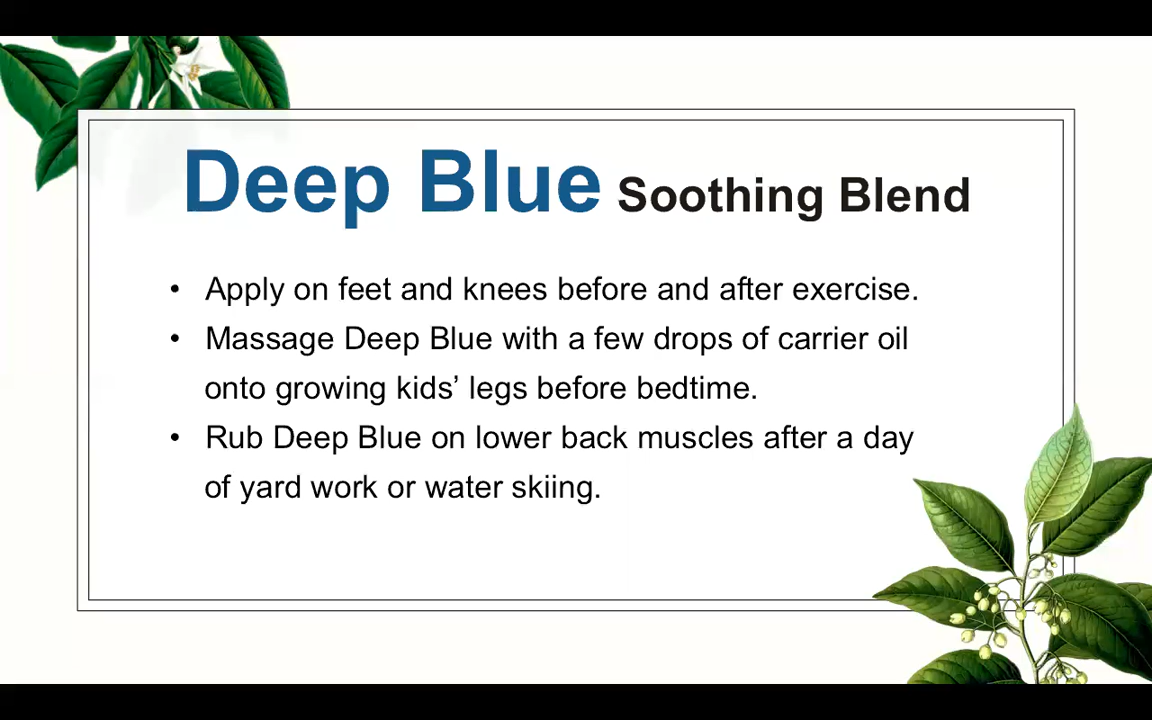 Deep Blue Soothing Blend
• Apply on feet and knees before and after exercise.
• Massage Deep Blue with a few drops of carrier oil
onto growing kids’ legs before bedtime.
• Rub Deep Blue on lower back muscles after a day
of yard work or water skiing.